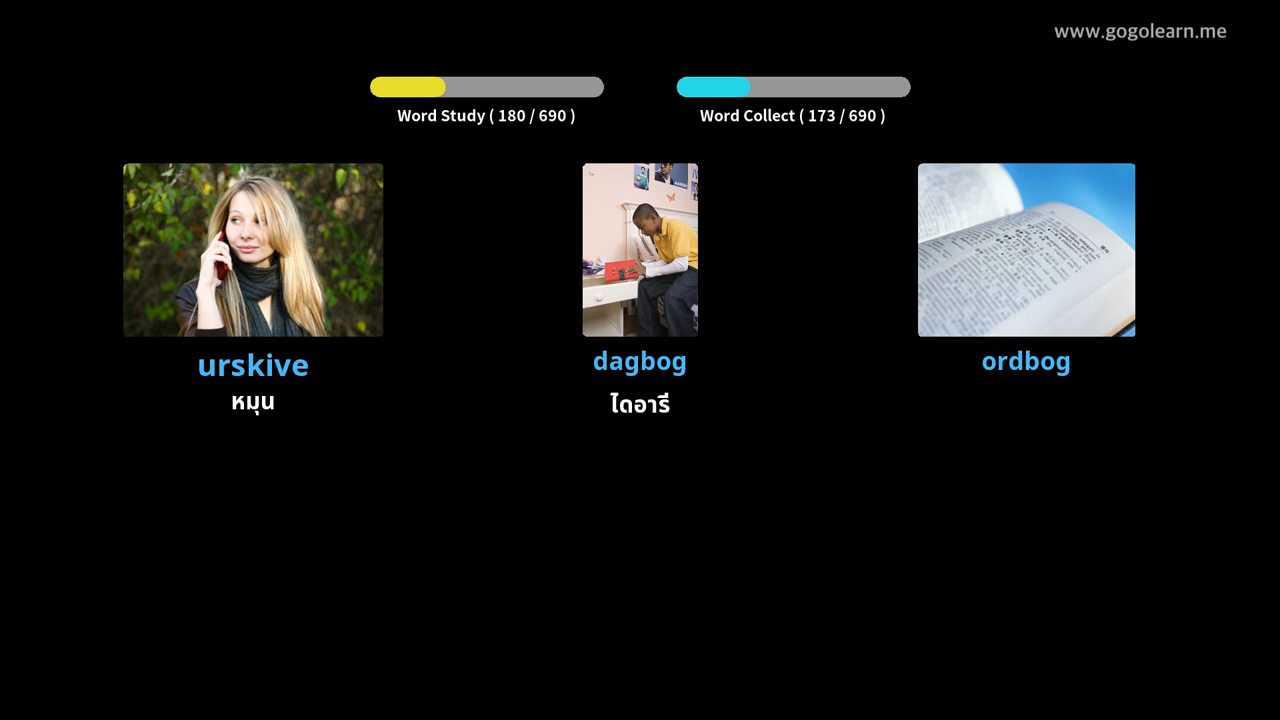 www.gogolearn.me
Word Study ( 180 / 690 )
Word Collect ( 173 / 690 )
urskive
หมุน
dagbog
ไดอารี
ordbog